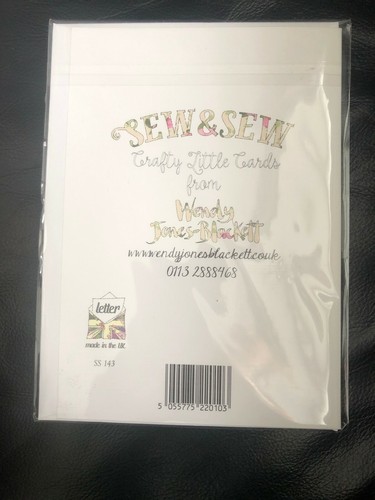 SEW & SEW
Crafty Little Cards
from
Wendy
Jones-Blackett
www.wendyjonesblackett.co.uk
0113 2888468
letter
made in the UK
SS 143
5 055775 220103